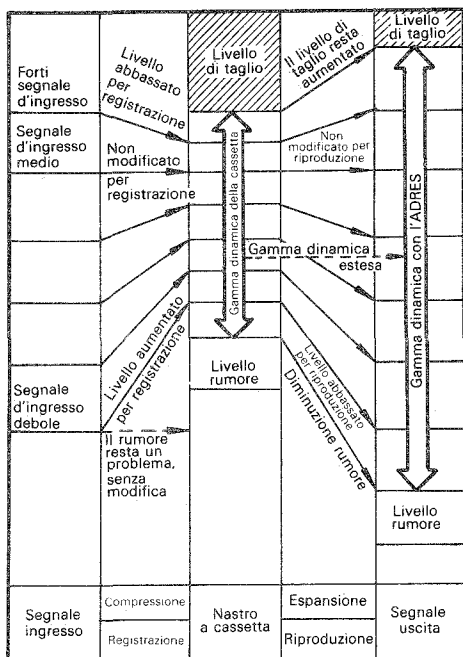 Forti
segnale
d'ingresso
Segnale
d'ingresso
medio
Segnale
d'ingresso
debole
Livello
abbassato
per
registrazione
Non
modificato
per
registrazione
Livello aumentato
per registrazione
Il rumore
resta un
problema,
senza
modifica
Livello
di taglio
Gamma dinamica della cassetta
Livello
rumore
Il livello di
taglio resta
aumentato
Non
modificato per
riproduzione
Gamma dinamica
estesa
Livello abbassato
per riproduzione
Diminuzione rumore
Livello
di taglio
Gamma dinamica con l'ADRES
Livello
rumore
Segnale
ingresso
Compressione
Registrazione
Nastro
a cassetta
Espansione
Riproduzione
Segnale
uscita